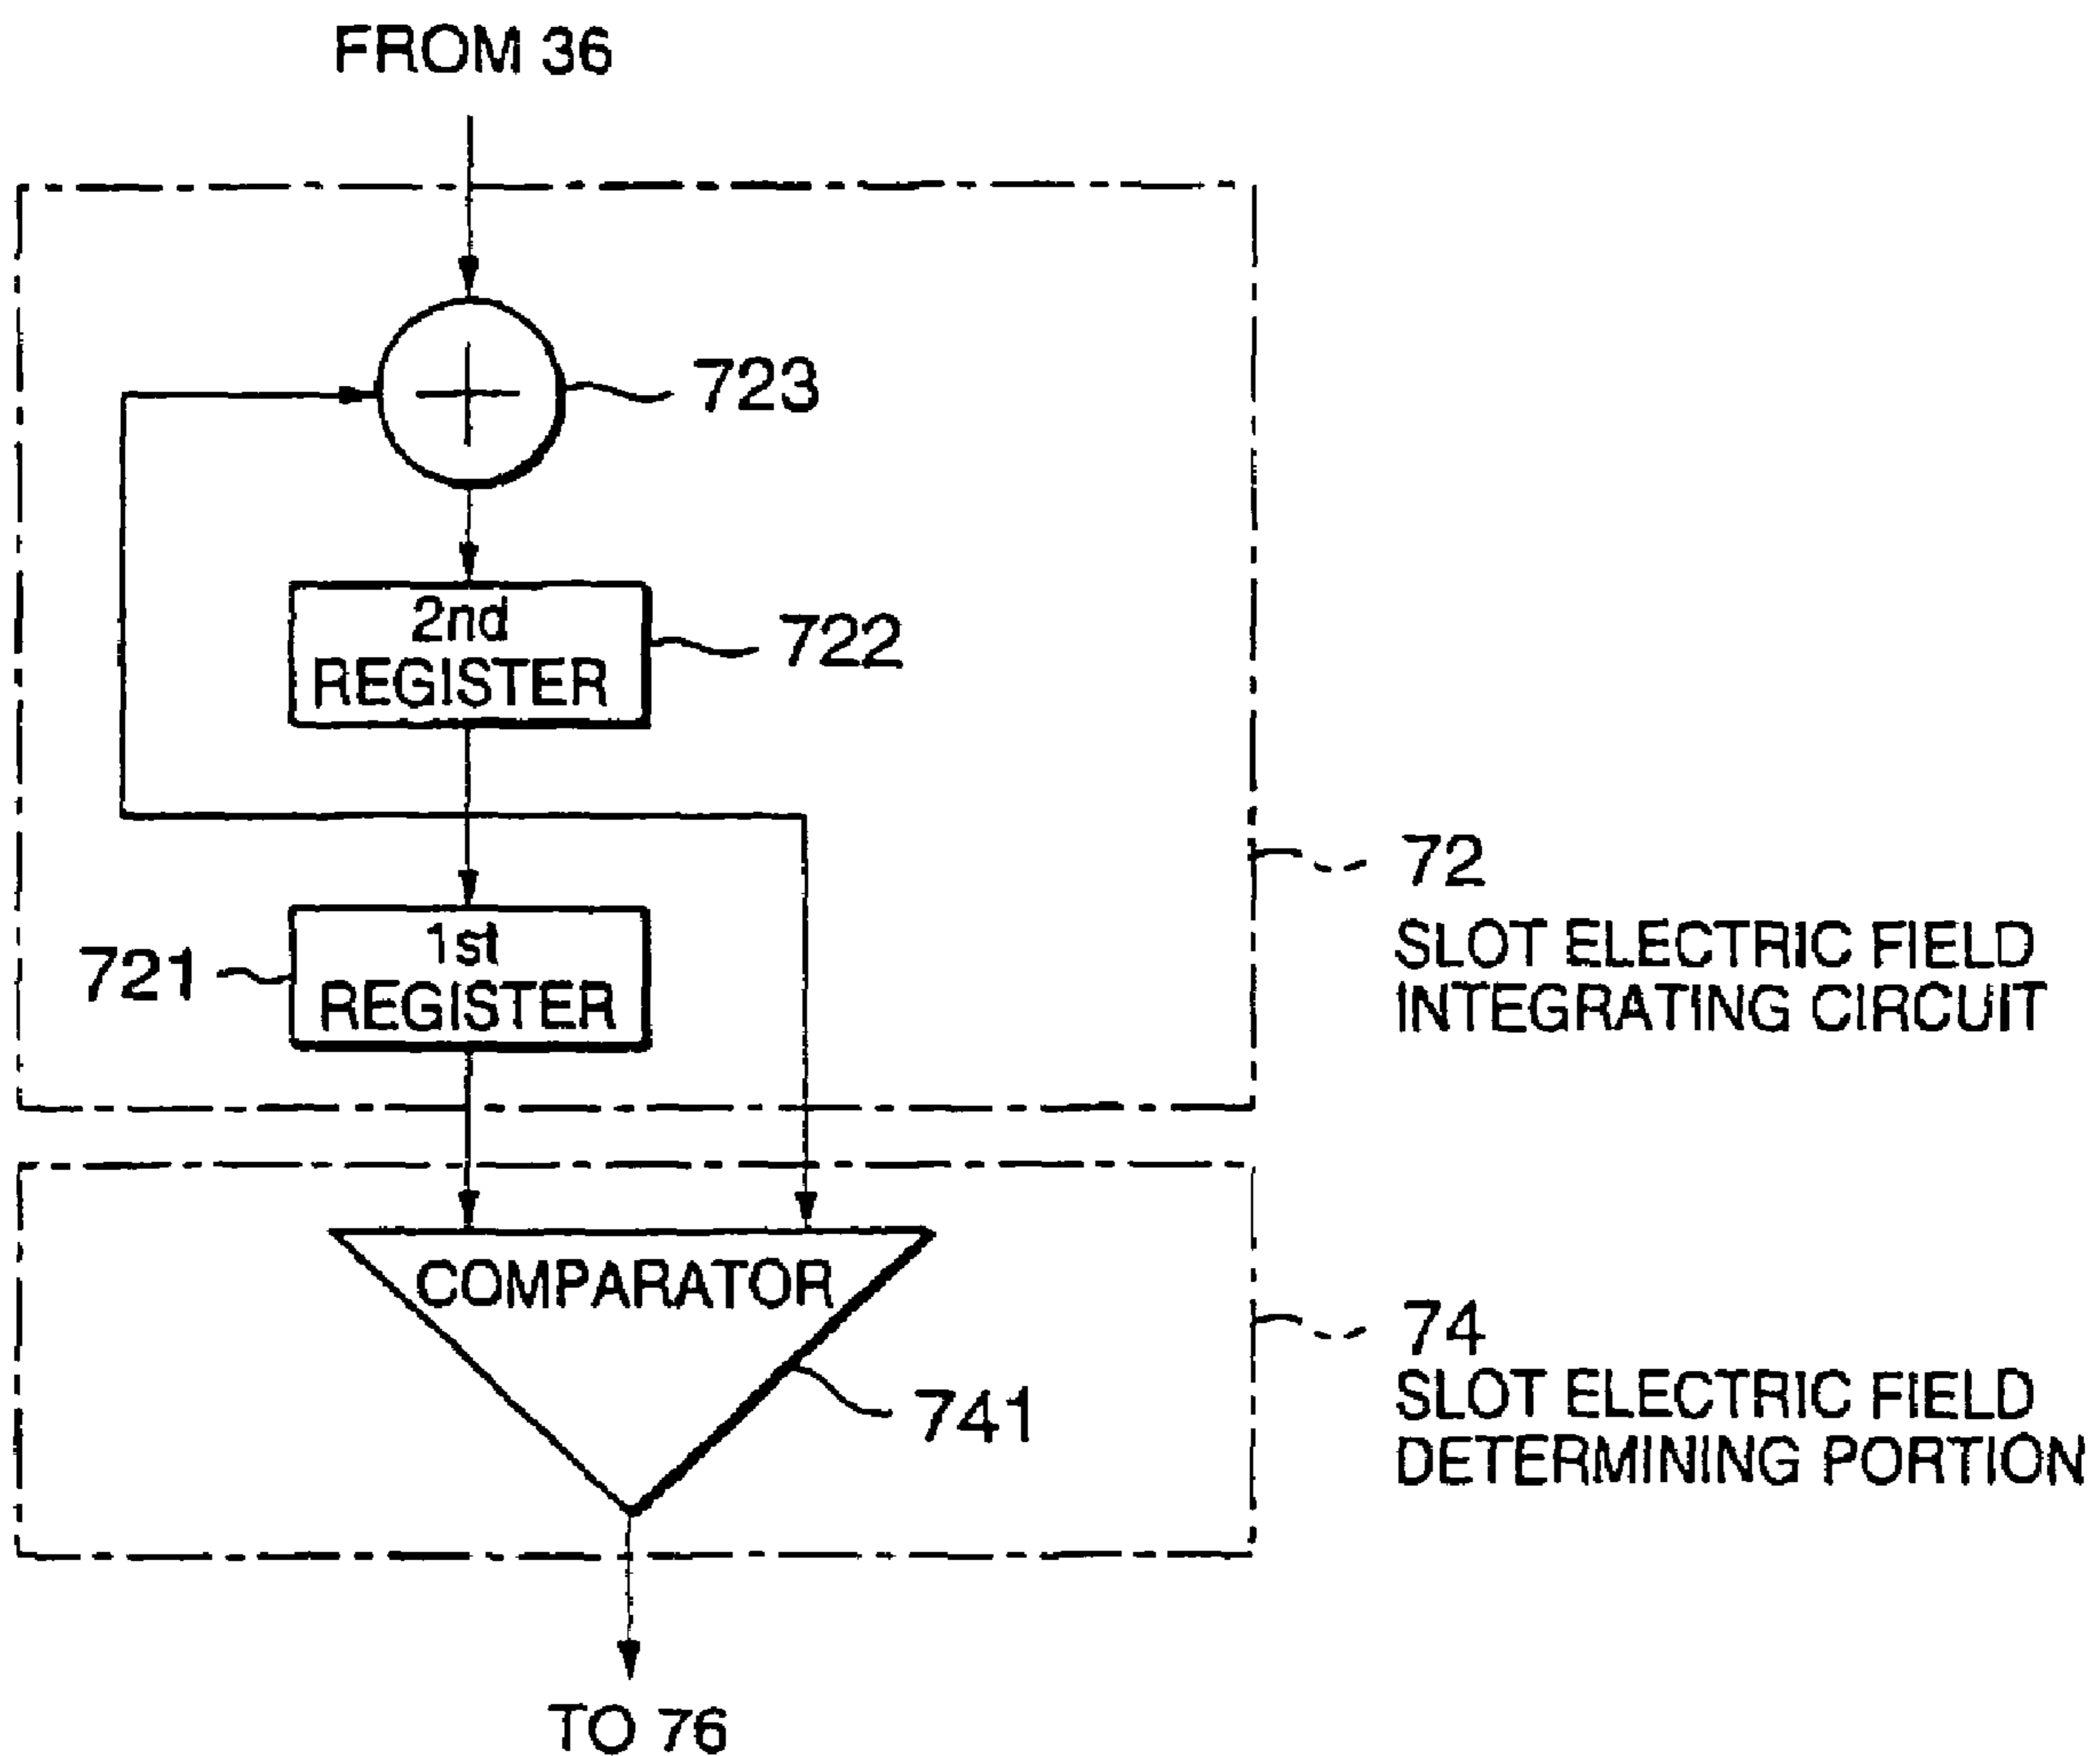 FROM 36
723
2nd
REGISTER
722
72
SLOT ELECTRIC FIELD
INTEGRATING CIRCUIT
721
1st
REGISTER
COMPARATOR
74
SLOT ELECTRIC FIELD
DETERMINING PORTION
741
TO 76